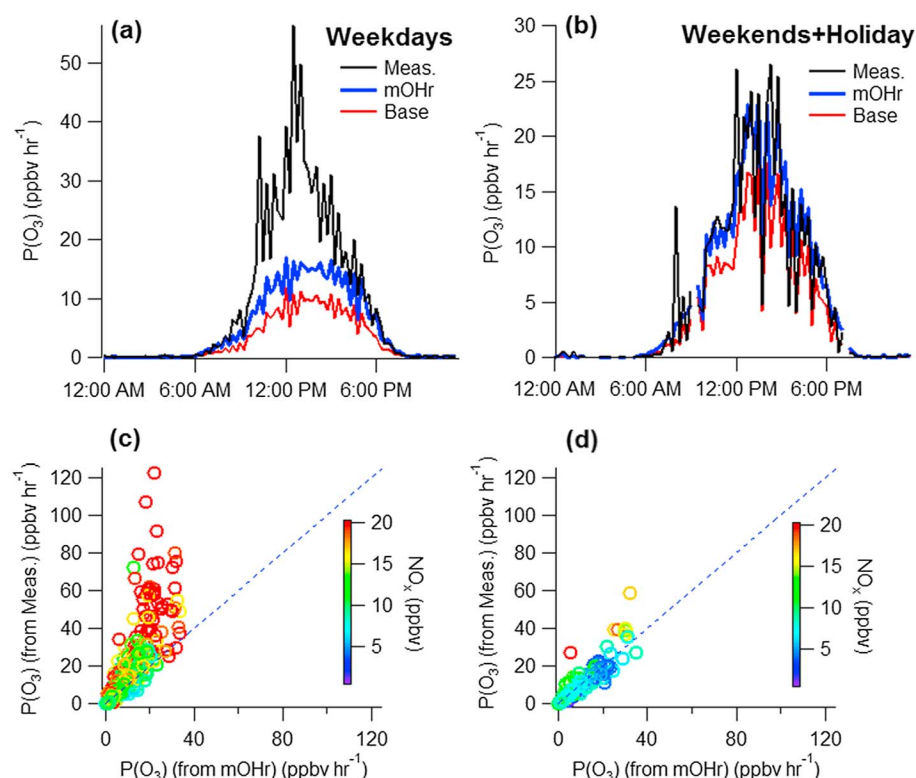 (a)
Weekdays
Meas.
mOHr
Base
P(O₃) (ppbv hr⁻¹)
50
40
30
20
10
0
12:00 AM 6:00 AM 12:00 PM 6:00 PM
(b)
Weekends+Holiday
Meas.
mOHr
Base
P(O₃) (ppbv hr⁻¹)
30
25
20
15
10
5
0
12:00 AM 6:00 AM 12:00 PM 6:00 PM
(c)
P(O₃) (from Meas.) (ppbv hr⁻¹)
120
100
80
60
40
20
0
0 40 80 120
P(O₃) (from mOHr) (ppbv hr⁻¹)
20
15
10
5
NOₓ (ppbv)
(d)
P(O₃) (from Meas.) (ppbv hr⁻¹)
120
100
80
60
40
20
0
0 40 80 120
P(O₃) (from mOHr) (ppbv hr⁻¹)
20
15
10
5
NOₓ (ppbv)